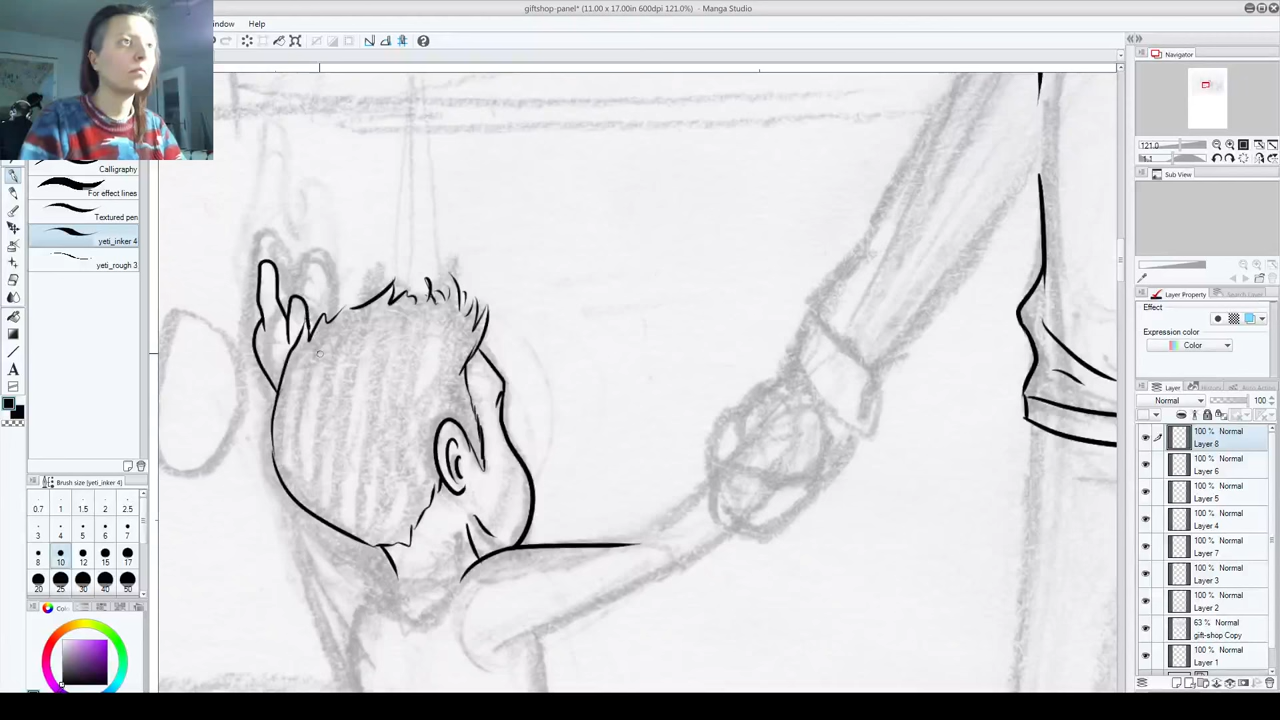 giftshop-panel* (11.00 x 17.00in 600dpi 121.0%) - Manga Studio
indow Help
Navigator
121.0
Sub View
Calligraphy
For effect lines
Textured pen
yeti_inker 4
yeti_rough 3
Layer Property
Search Layer
Effect
Expression color
Color
Layer
Normal 100
100 % Normal
Layer 8
100 % Normal
Layer 6
100 % Normal
Layer 5
100 % Normal
Layer 4
100 % Normal
Layer 7
100 % Normal
Layer 3
100 % Normal
Layer 2
63 % Normal
gift-shop Copy
100 % Normal
Layer 1
Brush size (yeti_inker 4)
0.7 1 1.5 2 2.5
3 4 5 6 7
8 10 12 15 17
20 25 30 40 50